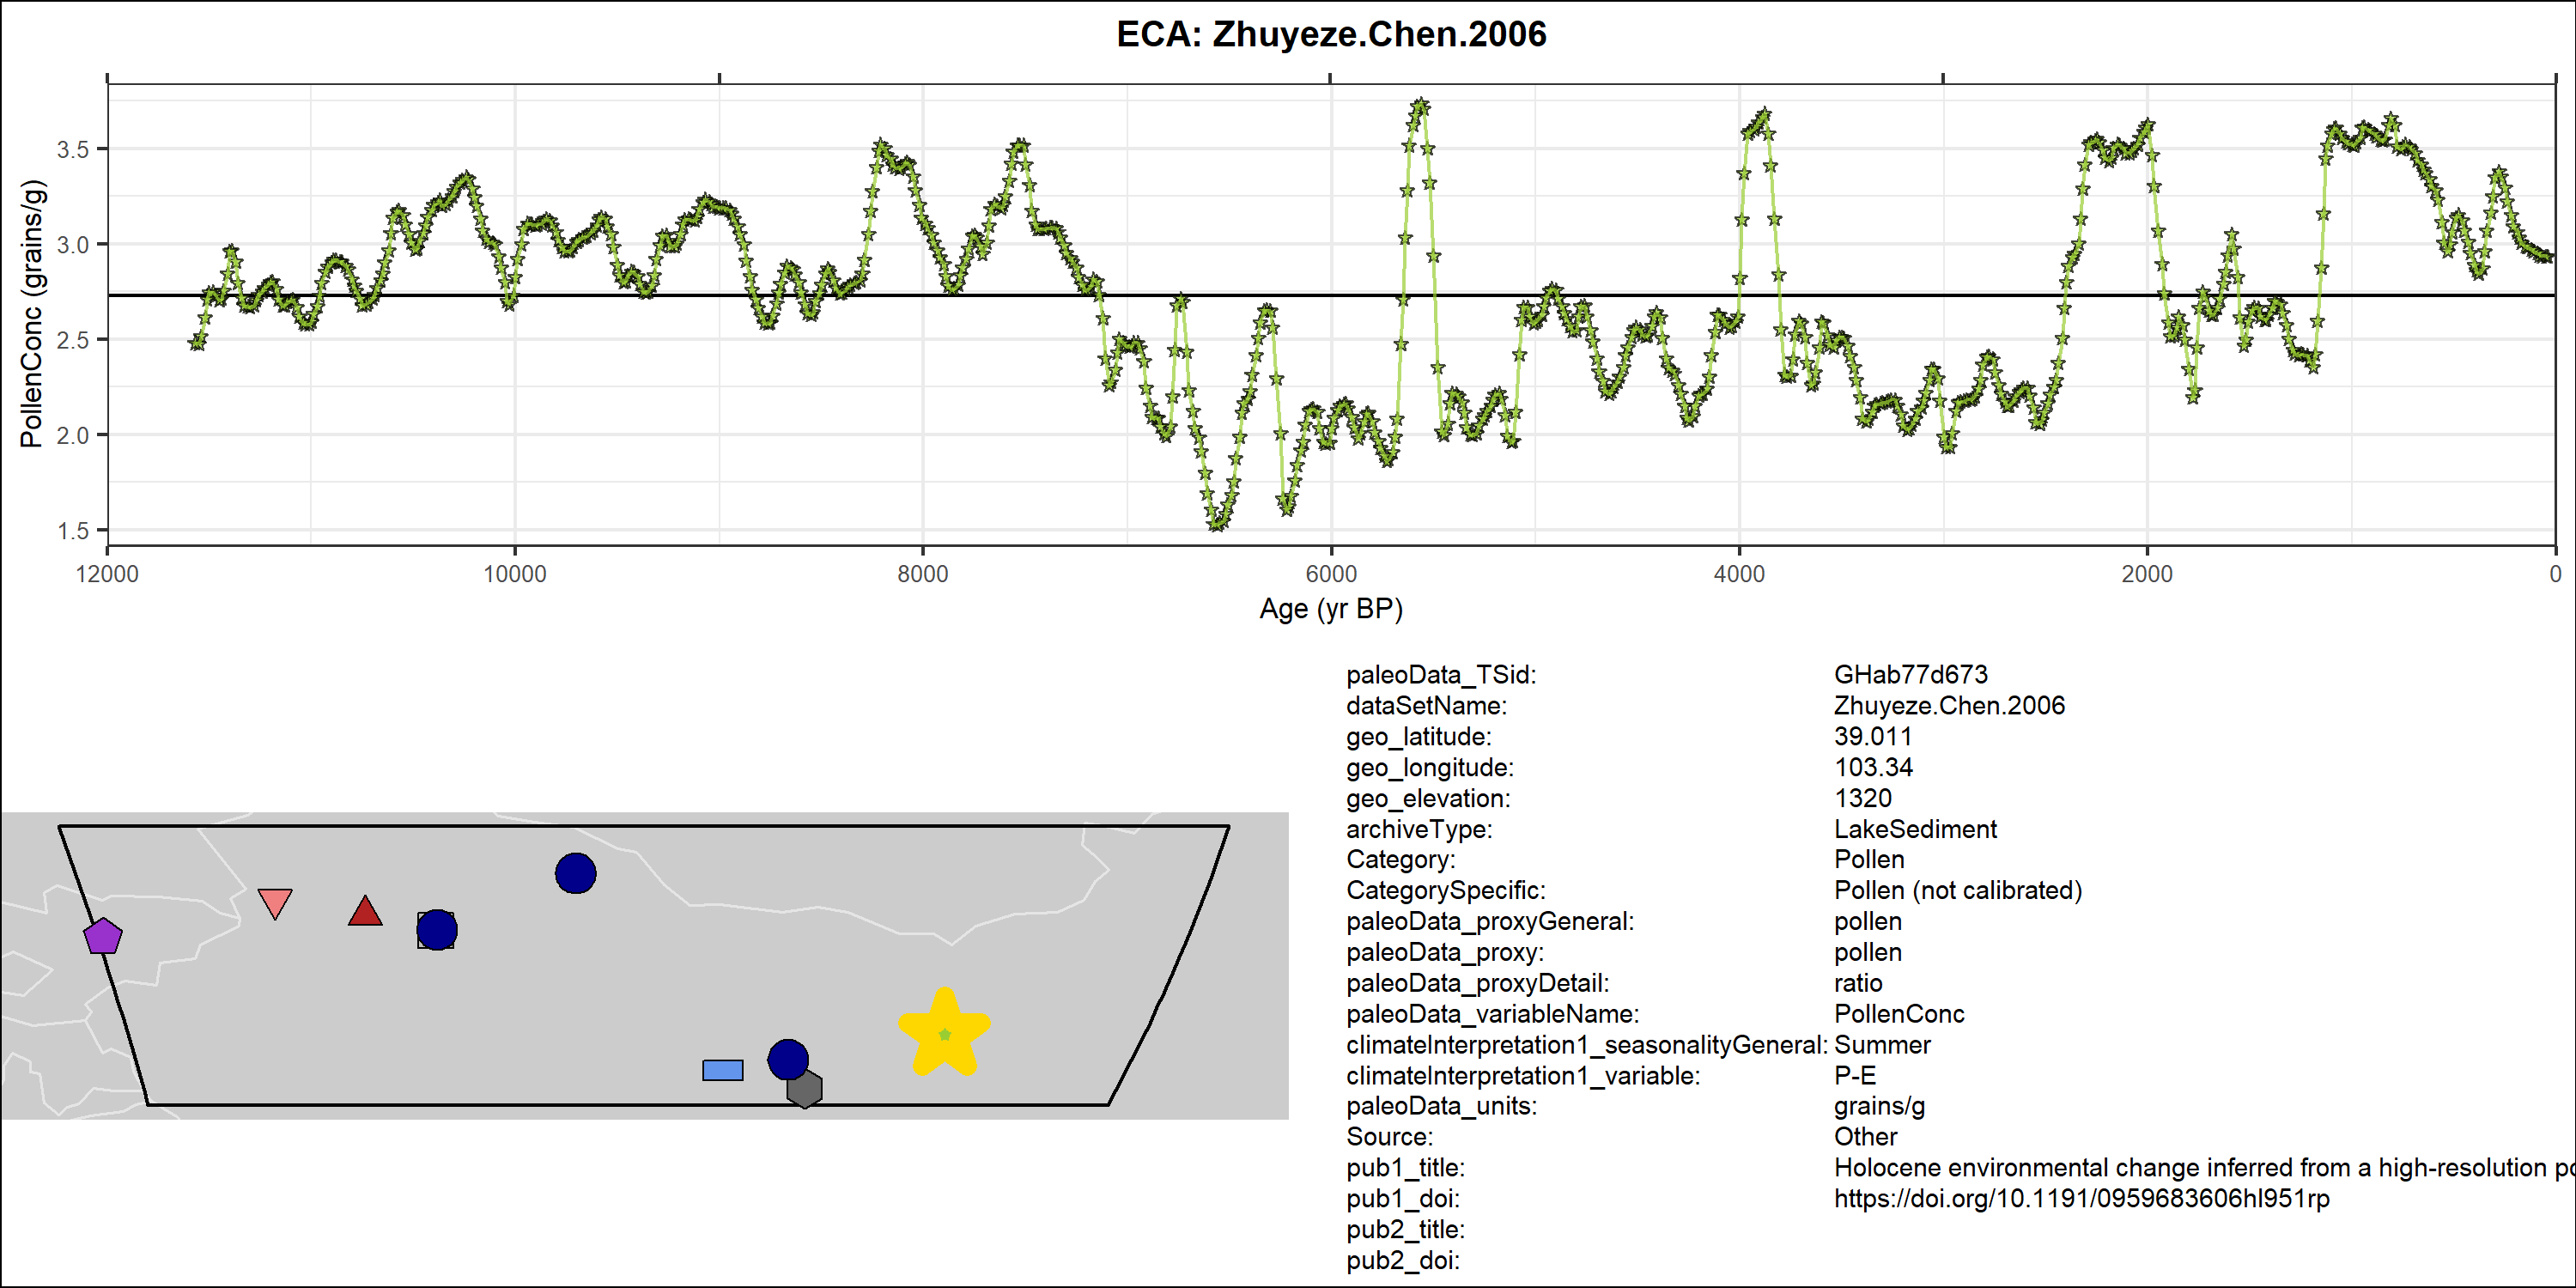 ECA: Zhuyeze.Chen.2006
PollenConc (grains/g)
3.5
3.0
2.5
2.0
1.5
12000 10000 8000 6000 4000 2000 0
Age (yr BP)
paleoData_TSid: GHab77d673
dataSetName: Zhuyeze.Chen.2006
geo_latitude: 39.011
geo_longitude: 103.34
geo_elevation: 1320
archiveType: LakeSediment
Category: Pollen
CategorySpecific: Pollen (not calibrated)
paleoData_proxyGeneral: pollen
paleoData_proxy: pollen
paleoData_proxyDetail: ratio
paleoData_variableName: PollenConc
climateInterpretation1_seasonalityGeneral: Summer
climateInterpretation1_variable: P-E
paleoData_units: grains/g
Source: Other
pub1_title: Holocene environmental change inferred from a high-resolution
pub1_doi: https://doi.org/10.1191/0959683606hl951rp
pub2_title:
pub2_doi: